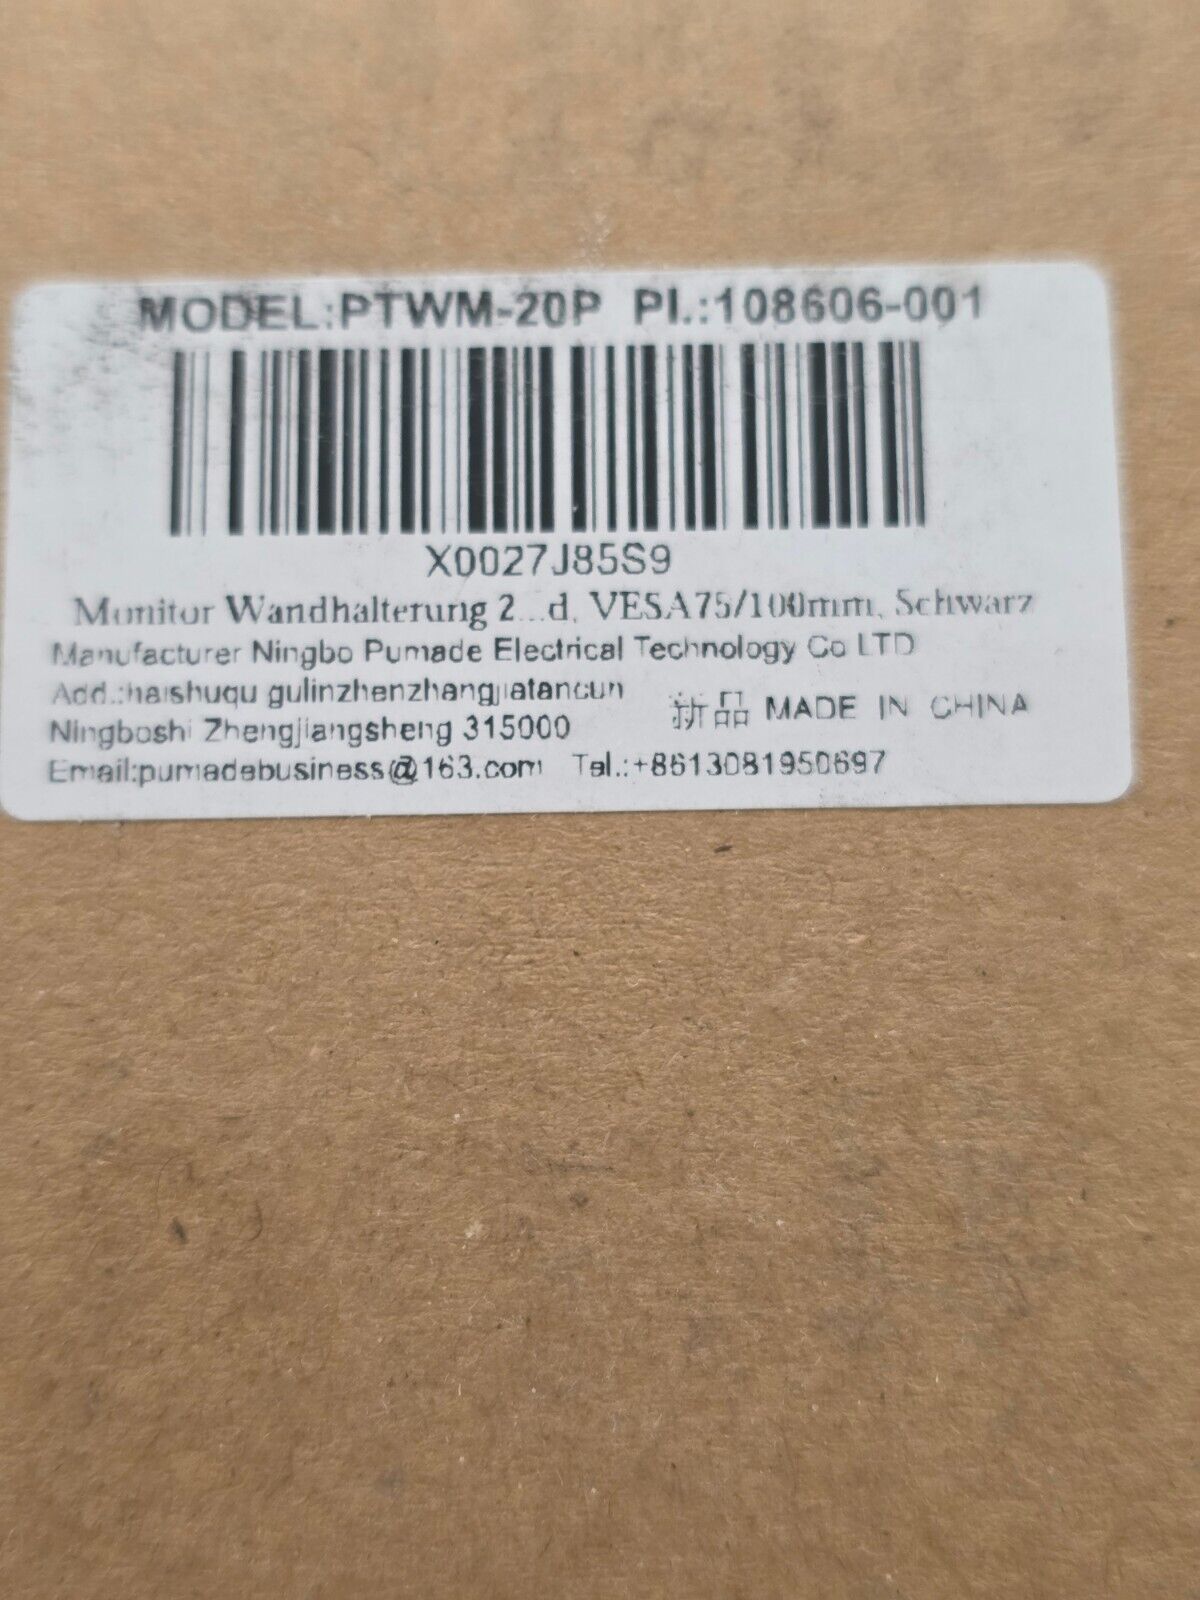 MODEL:PTWM-20P PI.:108606-001
X0027J85S9
Monitor Wandhalterung 2...d, VESA75/100mm, Schwarz
Manufacturer Ningbo Pumade Electrical Technology Co LTD
Add.:haishuqu gulinzhenzhangjiatancun
新品 MADE IN CHINA
Ningboshi Zhengjiangsheng 315000
Email:pumadebusiness@163.com Tel.:+8613081950697